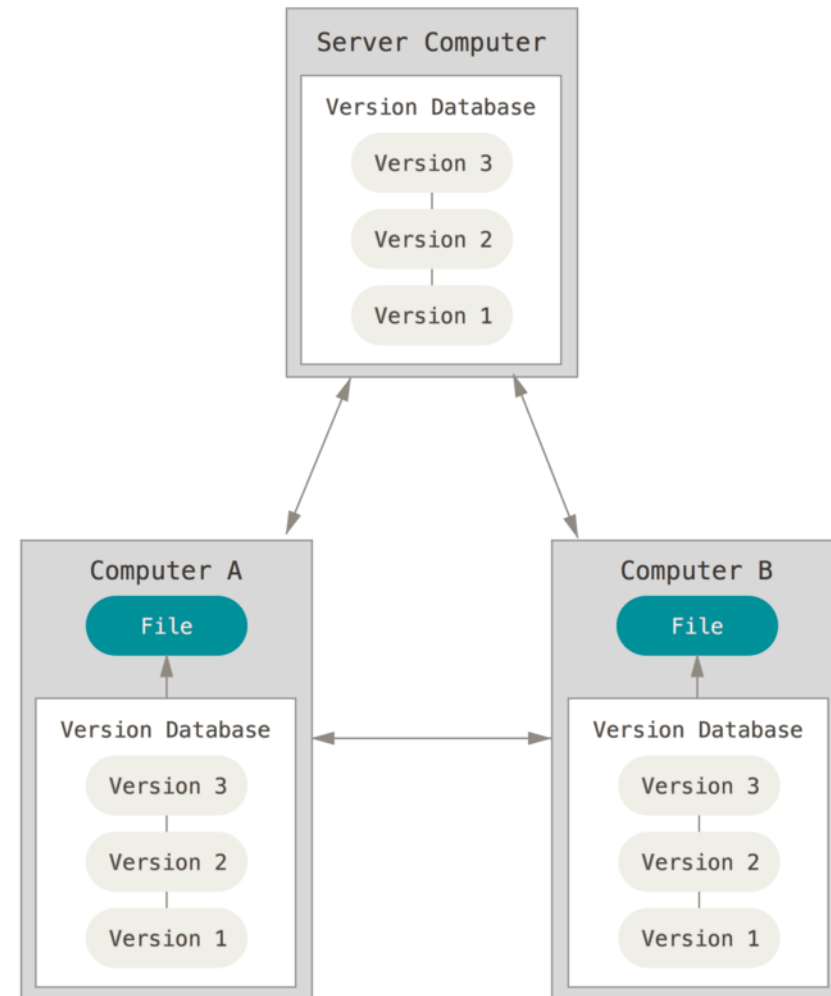 Server Computer
Version Database
Version 3
Version 2
Version 1
Computer A
File
Version Database
Version 3
Version 2
Version 1
Computer B
File
Version Database
Version 3
Version 2
Version 1